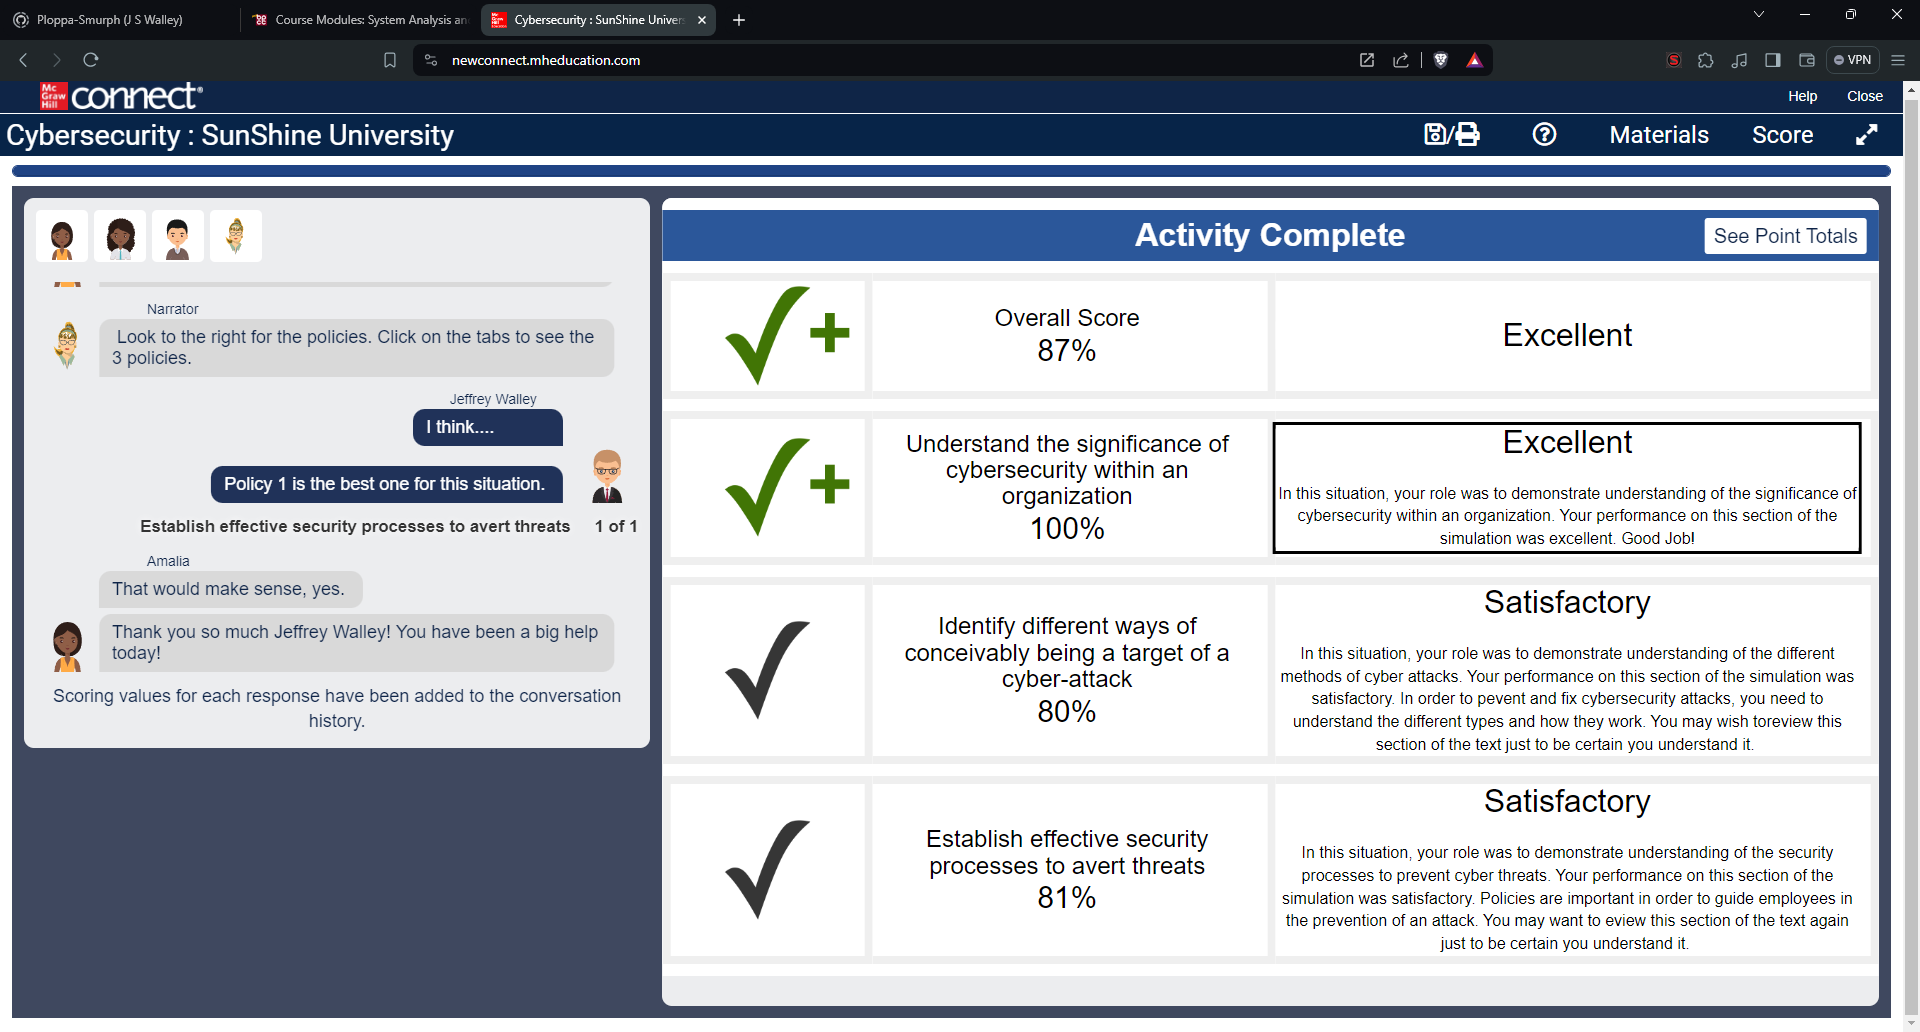 Ploppa-Smurph (J S Walley)
Course Modules: System Analysis an
Cybersecurity : SunShine Univers
newconnect.mheducation.com
VPN
Mc
Graw
Hill
connect
Help
Close
Cybersecurity : SunShine University
/
Materials
Score
Narrator
Look to the right for the policies. Click on the tabs to see the
3 policies.
Jeffrey Walley
I think....
Policy 1 is the best one for this situation.
Establish effective security processes to avert threats 1 of 1
Amalia
That would make sense, yes.
Thank you so much Jeffrey Walley! You have been a big help
today!
Scoring values for each response have been added to the conversation
history.
Activity Complete
See Point Totals
Overall Score
87%
Excellent
Understand the significance of
cybersecurity within an
organization
100%
Excellent
In this situation, your role was to demonstrate understanding of the significance of
cybersecurity within an organization. Your performance on this section of the
simulation was excellent. Good Job!
Identify different ways of
conceivably being a target of a
cyber-attack
80%
Satisfactory
In this situation, your role was to demonstrate understanding of the different
methods of cyber attacks. Your performance on this section of the simulation was
satisfactory. In order to pevent and fix cybersecurity attacks, you need to
understand the different types and how they work. You may wish toreview this
section of the text just to be certain you understand it.
Establish effective security
processes to avert threats
81%
Satisfactory
In this situation, your role was to demonstrate understanding of the security
processes to prevent cyber threats. Your performance on this section of the
simulation was satisfactory. Policies are important in order to guide employees in
the prevention of an attack. You may want to eview this section of the text again
just to be certain you understand it.